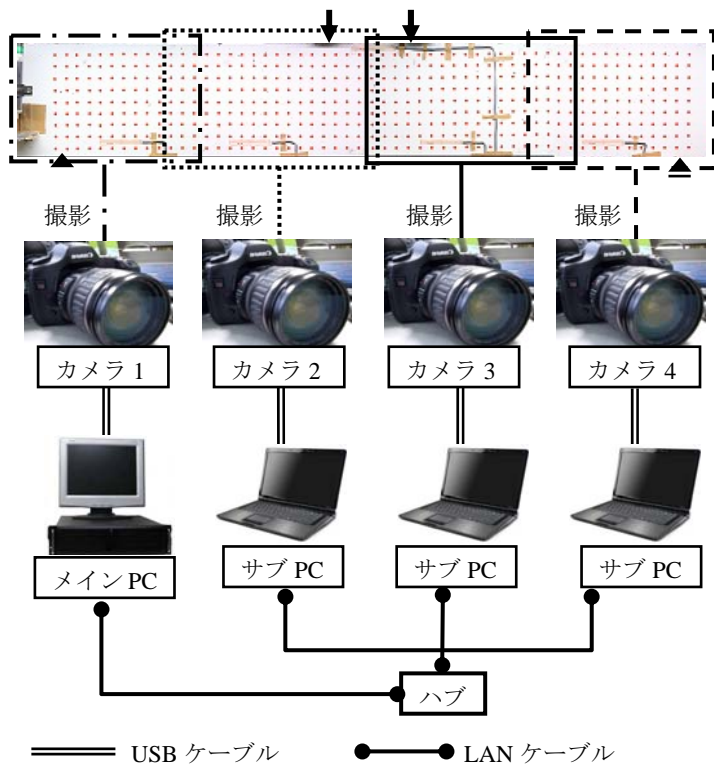 撮影 撮影 撮影 撮影
カメラ 1 カメラ 2 カメラ 3 カメラ 4
メイン PC サブ PC サブ PC サブ PC
ハブ
USB ケーブル LAN ケーブル